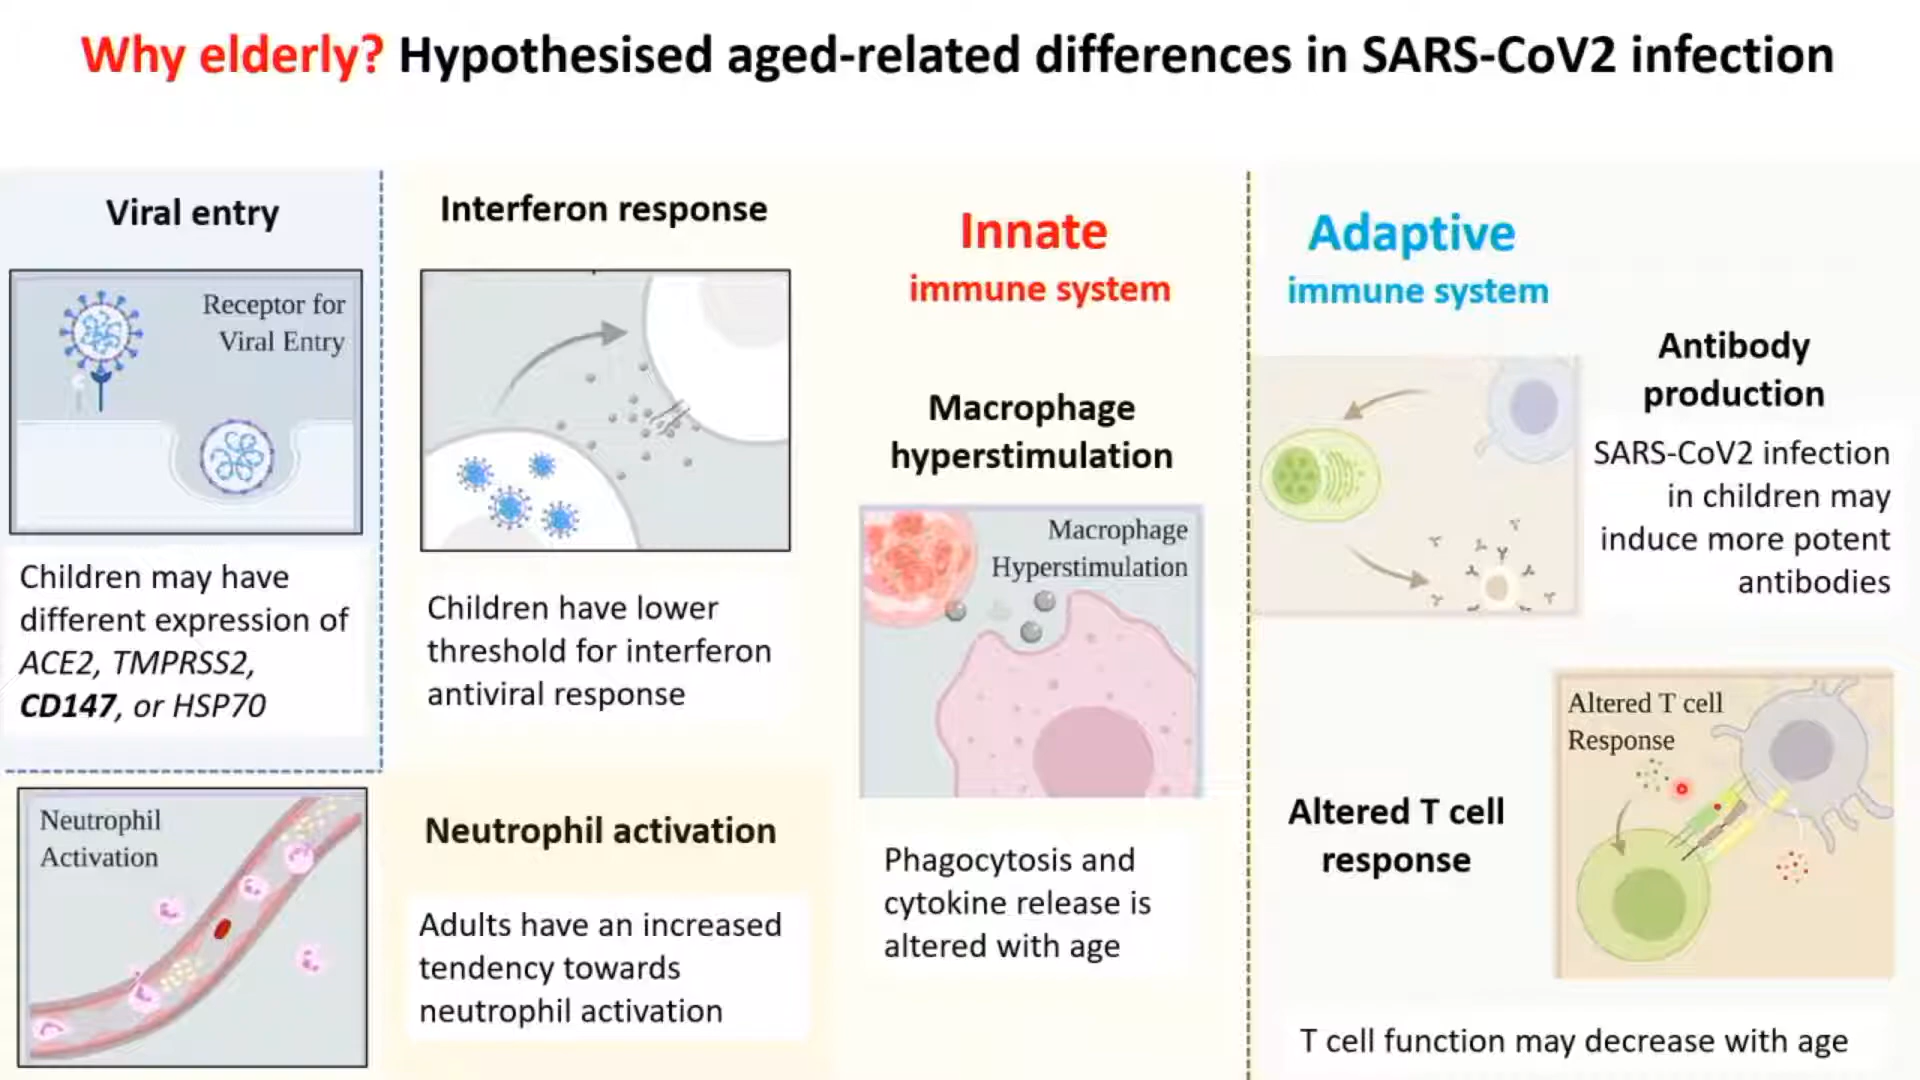 Why elderly? Hypothesised aged-related differences in SARS-CoV2 infection
Viral entry
Receptor for
Viral Entry
Children may have
different expression of
ACE2, TMPRSS2,
CD147, or HSP70
Neutrophil
Activation
Interferon response
Children have lower
threshold for interferon
antiviral response
Neutrophil activation
Adults have an increased
tendency towards
neutrophil activation
Innate
immune system
Macrophage
hyperstimulation
Macrophage
Hyperstimulation
Phagocytosis and
cytokine release is
altered with age
Adaptive
immune system
Antibody
production
SARS-CoV2 infection
in children may
induce more potent
antibodies
Altered T cell
response
Altered T cell
Response
T cell function may decrease with age